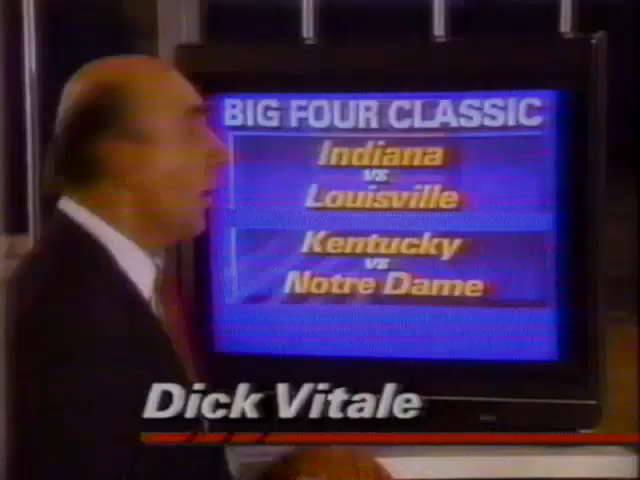 BIG FOUR CLASSIC
Indiana
vs
Louisville
Kentucky
vs
Notre Dame
Dick Vitale